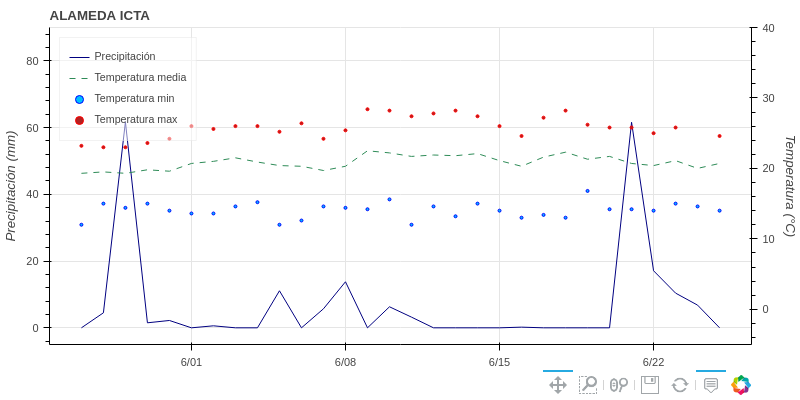 ALAMEDA ICTA
Precipitación
Temperatura media
Temperatura min
Temperatura max
Precipitación (mm)
80
60
40
20
0
40
30
20
10
0
Temperatura (°C)
6/01
6/08
6/15
6/22